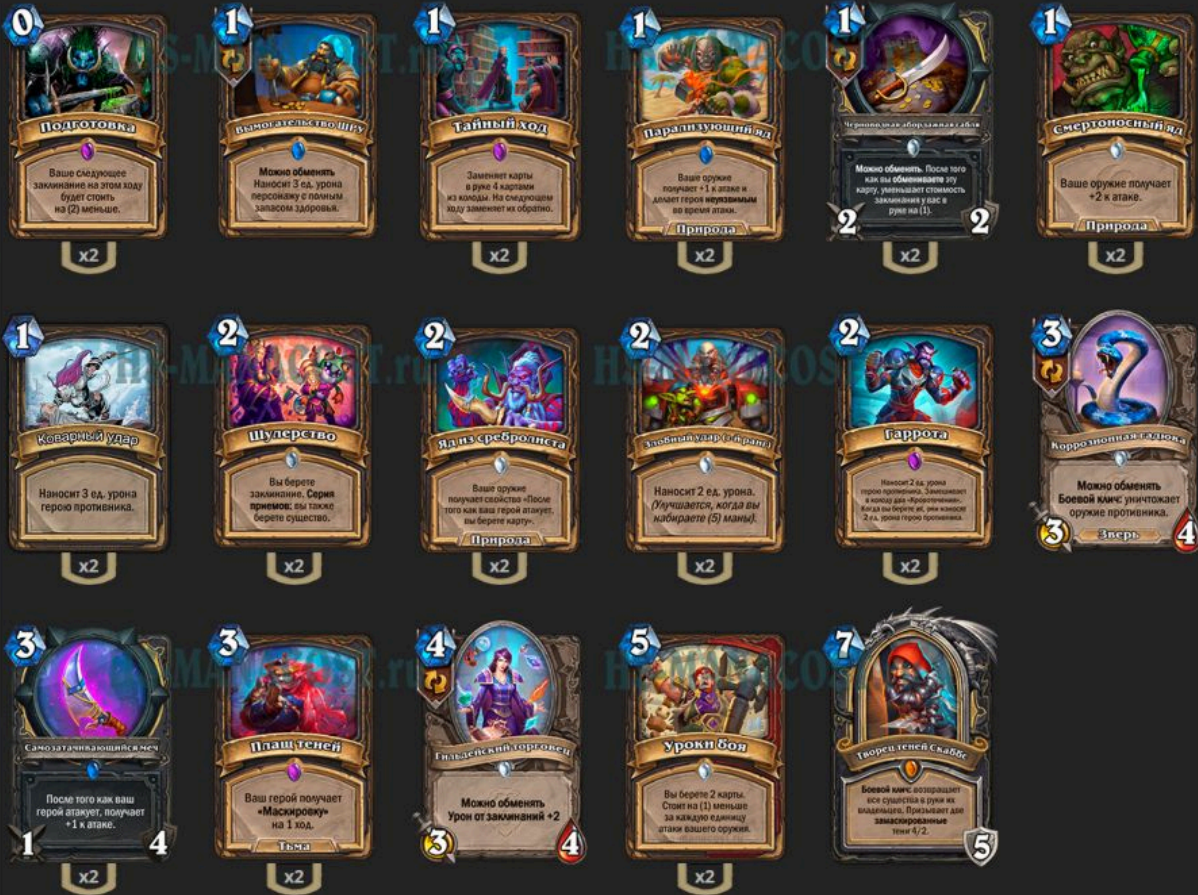 0
Подготовка
Ваше следующее
заклинание на этом ходу
будет стоить
на (2) меньше.
x2
1
Вымогательство ШРУ
Можно обменять
Наносит 3 ед. урона
персонажу с полным
запасом здоровья.
1
Тайный ход
Заменяет карты
в руке 4 картами
из колоды. На следующем
ходу заменяет их обратно.
x2
1
Парализующий яд
Ваше оружие
получает +1 к атаке и
делает героя неуязвимым
во время атаки.
Природа
x2
1
Черноводная абордажная сабля
Можно обменять. После того
как вы обмениваете эту
карту, уменьшает стоимость
заклинания у вас в
руке на (1).
2
2
x2
1
Смертоносный яд
Ваше оружие получает
+2 к атаке.
Природа
x2
1
Коварный удар
Наносит 3 ед. урона
герою противника.
x2
2
Шулерство
Вы берете
заклинание. Серия
приемов: вы также
берете существо.
x2
2
Яд из сребролиста
Ваше оружие
получает свойство «После
того как ваш герой атакует,
вы берете карту».
Природа
x2
2
Злобный удар (1-й ранг)
Наносит 2 ед. урона.
(Улучшается, когда вы
набираете (5) маны).
x2
2
Гаррота
Наносит 2 ед. урона
герою противника. Замешивает
в колоду два «Кровотечения».
Когда вы берете их, они наносят
2 ед. урона герою противника.
x2
3
Коррозионная гадюка
Можно обменять
Боевой клич: уничтожает
оружие противника.
3
Зверь
4
3
Самозатачивающийся меч
После того как ваш
герой атакует, получает
+1 к атаке.
1
4
x2
3
Плащ теней
Ваш герой получает
«Маскировку»
на 1 ход.
Тьма
x2
4
Гильдейский торговец
Можно обменять
Урон от заклинаний +2
3
4
5
Уроки боя
Вы берете 2 карты.
Стоит на (1) меньше
за каждую единицу
атаки вашего оружия.
x2
7
Творец теней Скаббс
Боевой клич: возвращает
все существа в руки их
владельцев. Призывает две
замаскированные
тени 4/2.
5